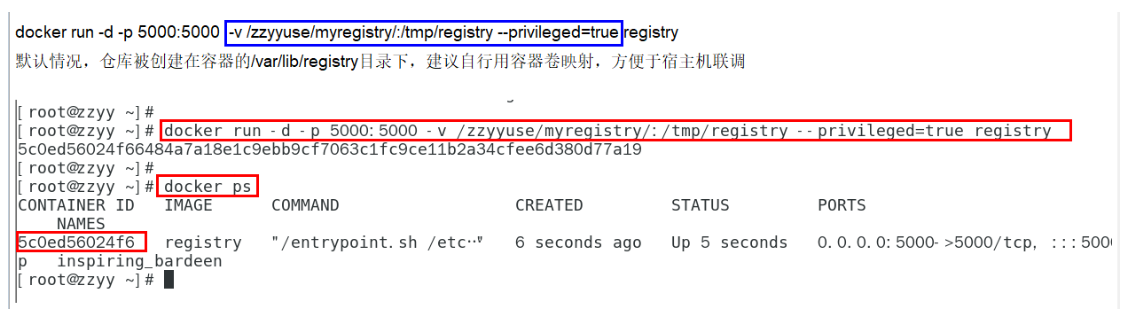 docker run -d -p 5000:5000 -v /zzyyuse/myregistry/:/tmp/registry --privileged=true registry
默认情况，仓库被创建在容器的/var/lib/registry目录下，建议自行用容器卷映射，方便于宿主机联调
[root@zzyy ~]#
[root@zzyy ~]# docker run -d -p 5000:5000 -v /zzyyuse/myregistry/:/tmp/registry --privileged=true registry
5c0ed56024f66484a7a18e1c9ebb9cf7063c1fc9ce11b2a34cfee6d380d77a19
[root@zzyy ~]#
[root@zzyy ~]# docker ps
CONTAINER ID IMAGE COMMAND CREATED STATUS PORTS
NAMES
5c0ed56024f6 registry "/entrypoint.sh /etc…" 6 seconds ago Up 5 seconds 0.0.0.0:5000->5000/tcp, :::500
p inspiring_bardeen
[root@zzyy ~]#